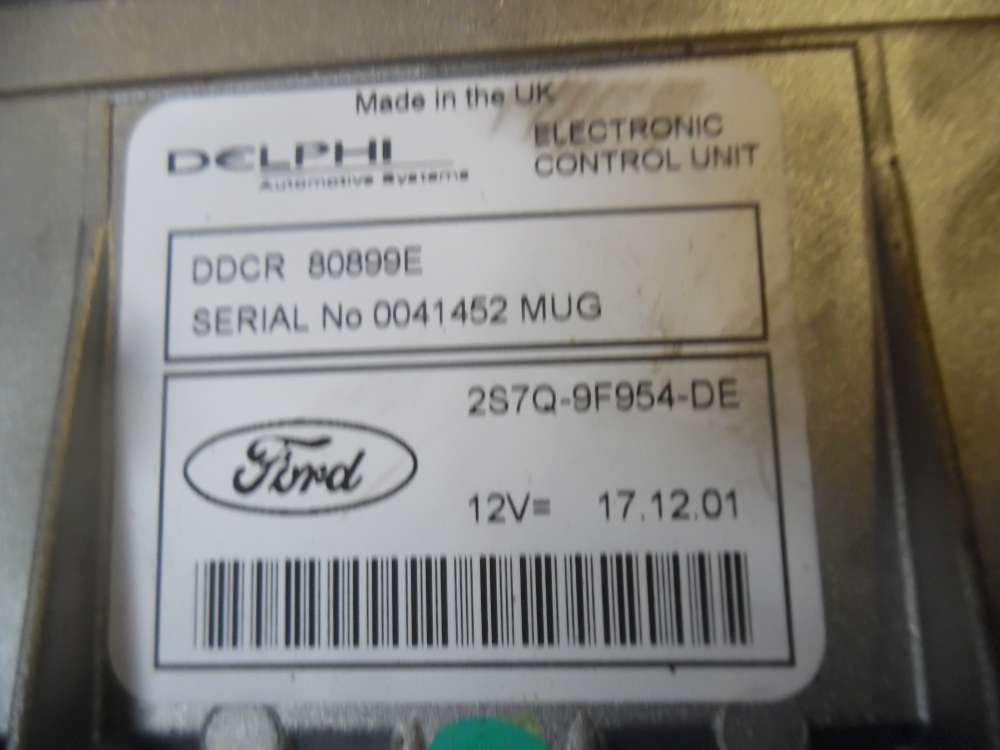 Made in the UK
DELPHI
Automotive Systems
ELECTRONIC
CONTROL UNIT
DDCR 80899E
SERIAL No 0041452 MUG
2S7Q-9F954-DE
Ford
12V= 17.12.01